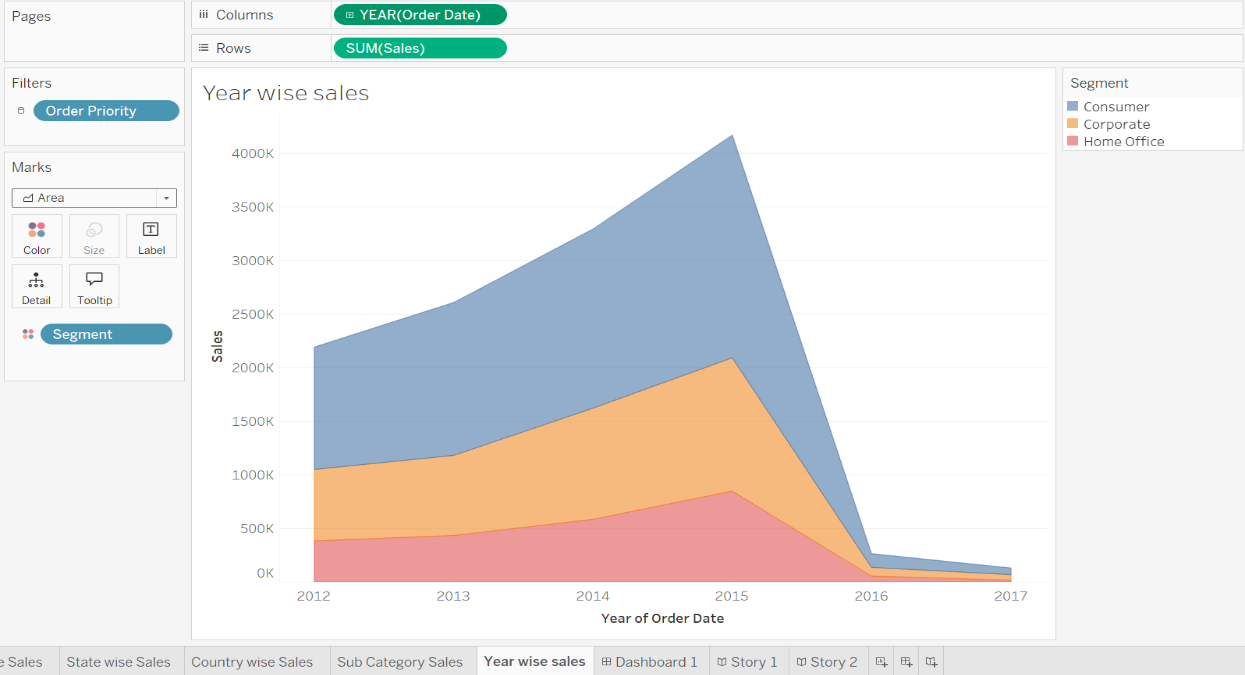 Pages
Columns
YEAR(Order Date)
Rows
SUM(Sales)
Filters
Order Priority
Marks
Area
Color
Size
Label
Detail
Tooltip
Segment
Year wise sales
4000K
3500K
3000K
2500K
2000K
1500K
1000K
500K
0K
Sales
2012 2013 2014 2015 2016 2017
Year of Order Date
Segment
Consumer
Corporate
Home Office
e Sales State wise Sales Country wise Sales Sub Category Sales Year wise sales Dashboard 1 Story 1 Story 2